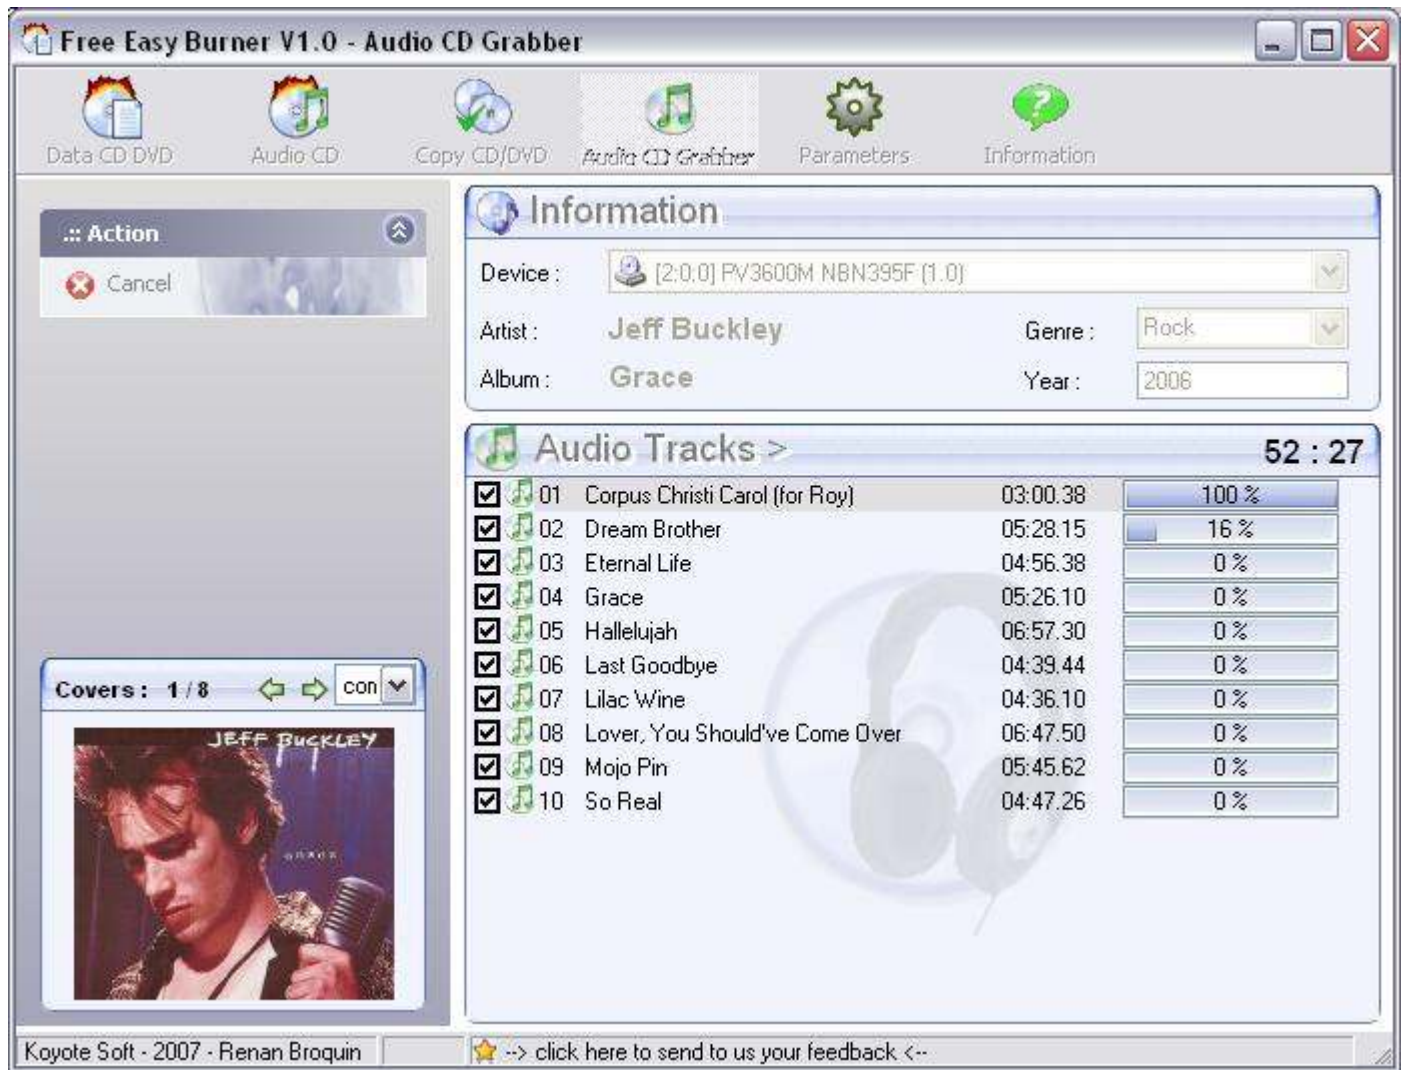 Free Easy Burner V1.0 - Audio CD Grabber
Data CD DVD
Audio CD
Copy CD/DVD
Audio CD Grabber
Parameters
Information
.:: Action
Cancel
Information
Device : [2:0:0] PV3600M NBN395F (1.0)
Artist : Jeff Buckley Genre : Rock
Album : Grace Year : 2006
Audio Tracks > 52 : 27
01 Corpus Christi Carol (for Roy) 03:00.38 100 %
02 Dream Brother 05:28.15 16 %
03 Eternal Life 04:56.38 0 %
04 Grace 05:26.10 0 %
05 Hallelujah 06:57.30 0 %
06 Last Goodbye 04:39.44 0 %
07 Lilac Wine 04:36.10 0 %
08 Lover, You Should've Come Over 06:47.50 0 %
09 Mojo Pin 05:45.62 0 %
10 So Real 04:47.26 0 %
Covers : 1 / 8 con
JEFF BUCKLEY
GRACE
Koyote Soft - 2007 - Renan Broquin
--> click here to send to us your feedback <--